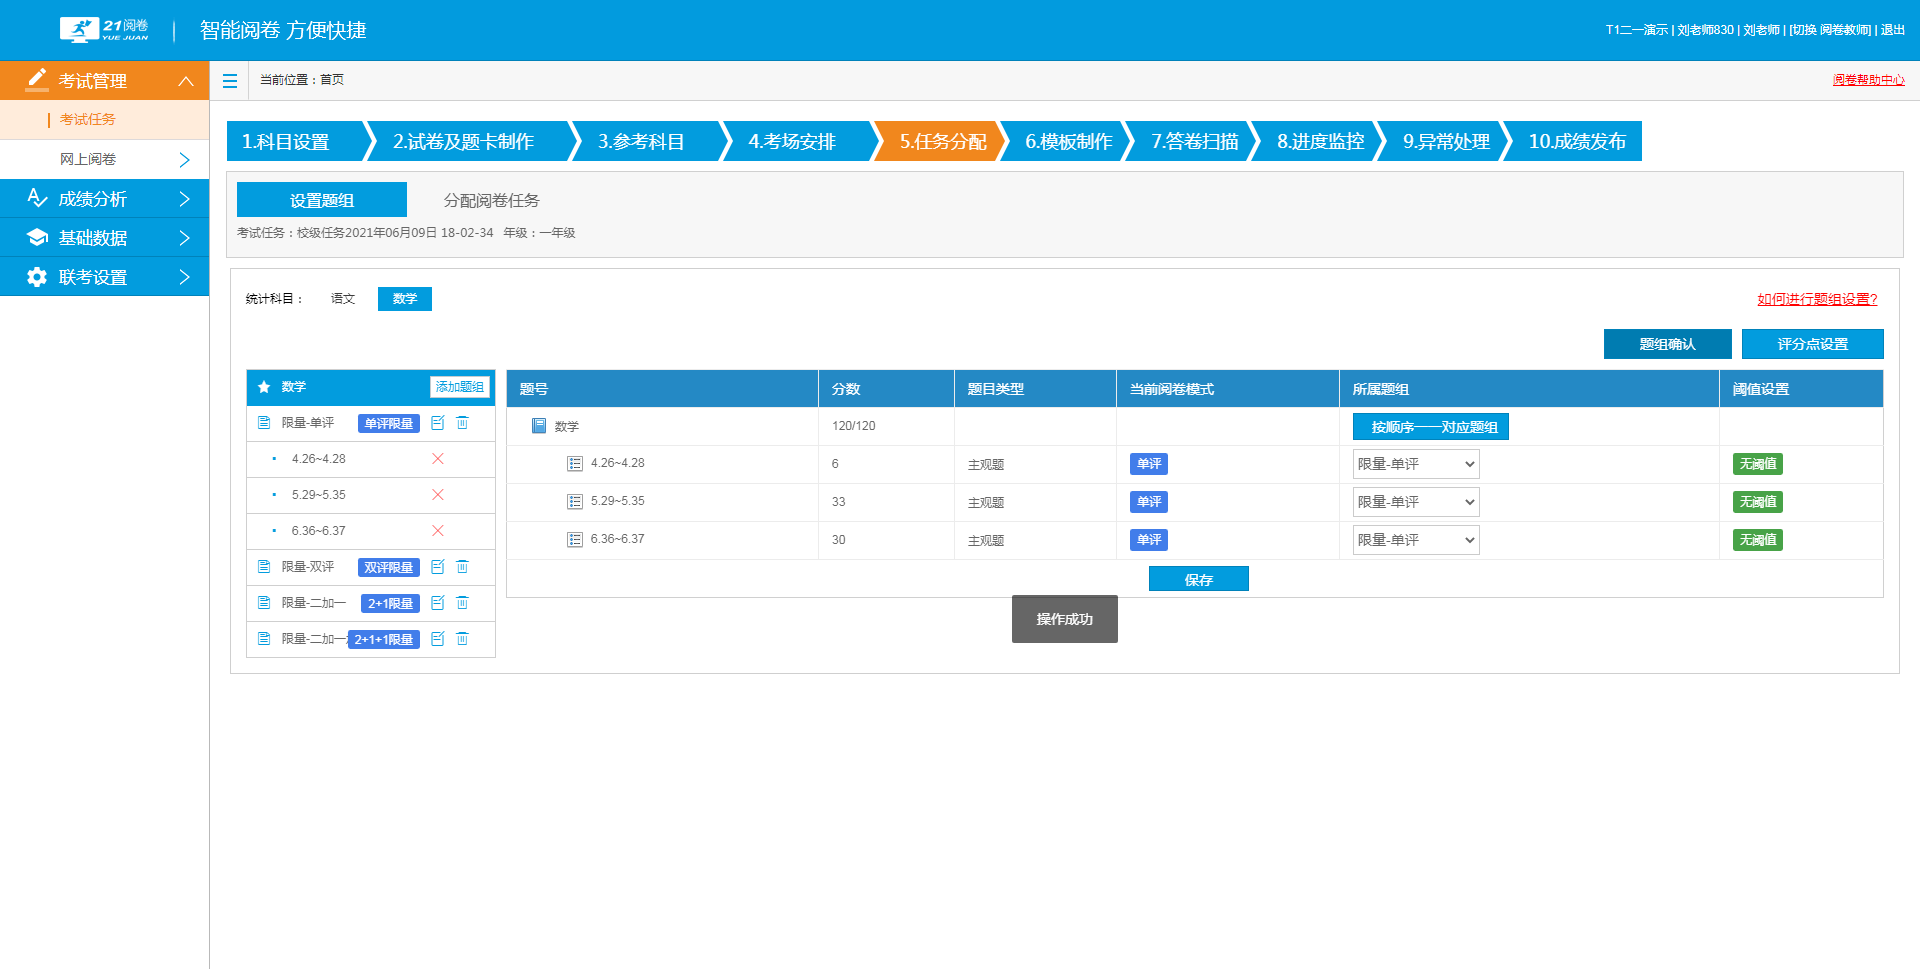 21阅卷
YUE JUAN
智能阅卷 方便快捷
T1二一演示 | 刘老师830 | 刘老师 | [切换 阅卷教师] | 退出
考试管理
考试任务
网上阅卷
成绩分析
基础数据
联考设置
当前位置：首页
阅卷帮助中心
1.科目设置
2.试卷及题卡制作
3.参考科目
4.考场安排
5.任务分配
6.模板制作
7.答卷扫描
8.进度监控
9.异常处理
10.成绩发布
设置题组
分配阅卷任务
考试任务：校级任务2021年06月09日 18-02-34 年级：一年级
统计科目： 语文 数学
如何进行题组设置?
题组确认
评分点设置
数学 添加题组
限量-单评 单评限量
4.26~4.28
5.29~5.35
6.36~6.37
限量-双评 双评限量
限量-二加一 2+1限量
限量-二加一 2+1+1限量
题号 分数 题目类型 当前阅卷模式 所属题组 阈值设置
数学 120/120 按顺序一一对应题组
4.26~4.28 6 主观题 单评 限量-单评 无阈值
5.29~5.35 33 主观题 单评 限量-单评 无阈值
6.36~6.37 30 主观题 单评 限量-单评 无阈值
保存
操作成功